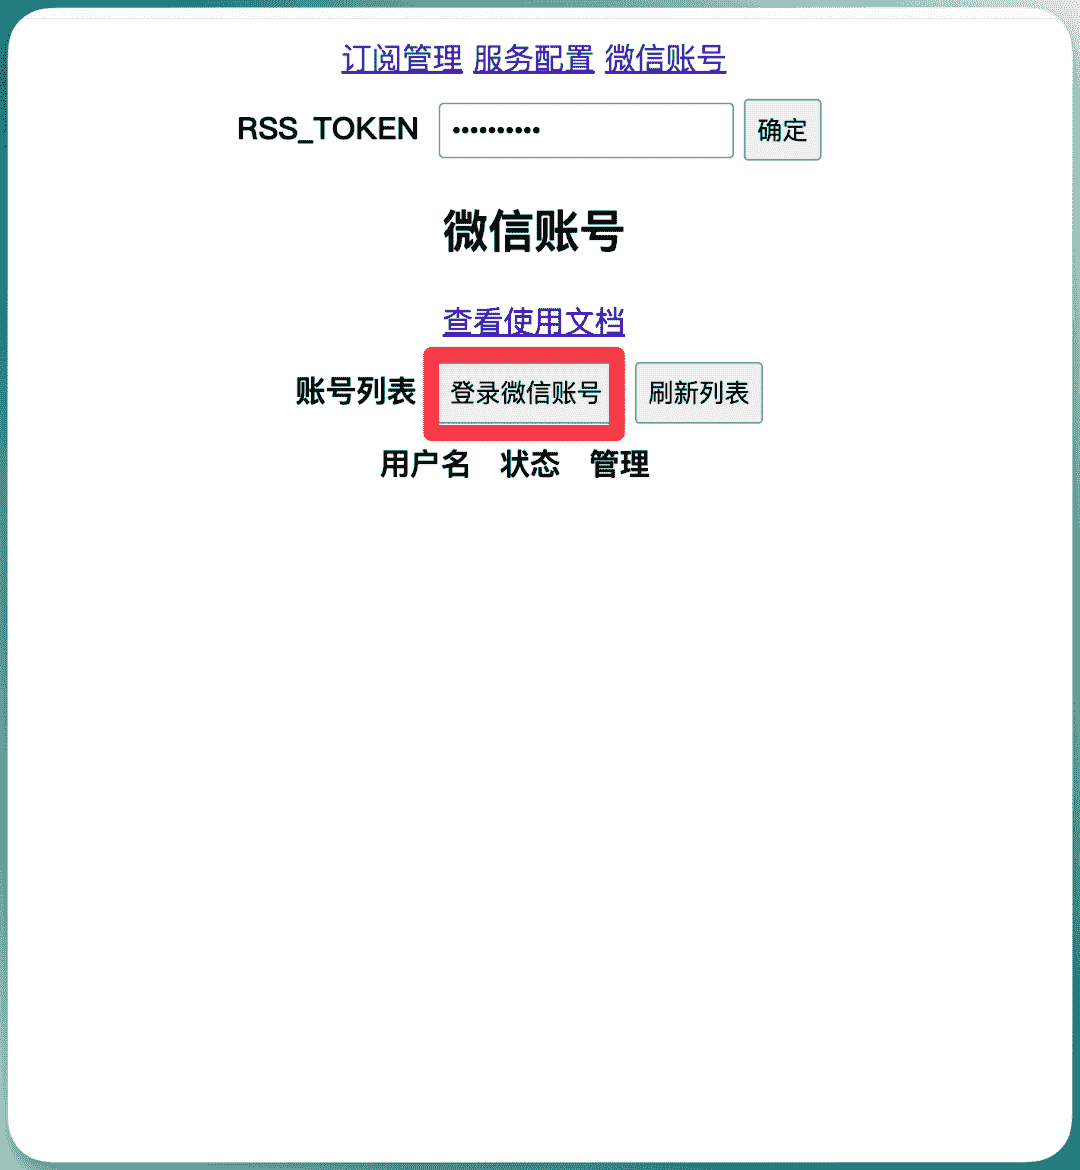 订阅管理 服务配置 微信账号
RSS_TOKEN •••••••••• 确定
微信账号
查看使用文档
账号列表 登录微信账号 刷新列表
用户名 状态 管理